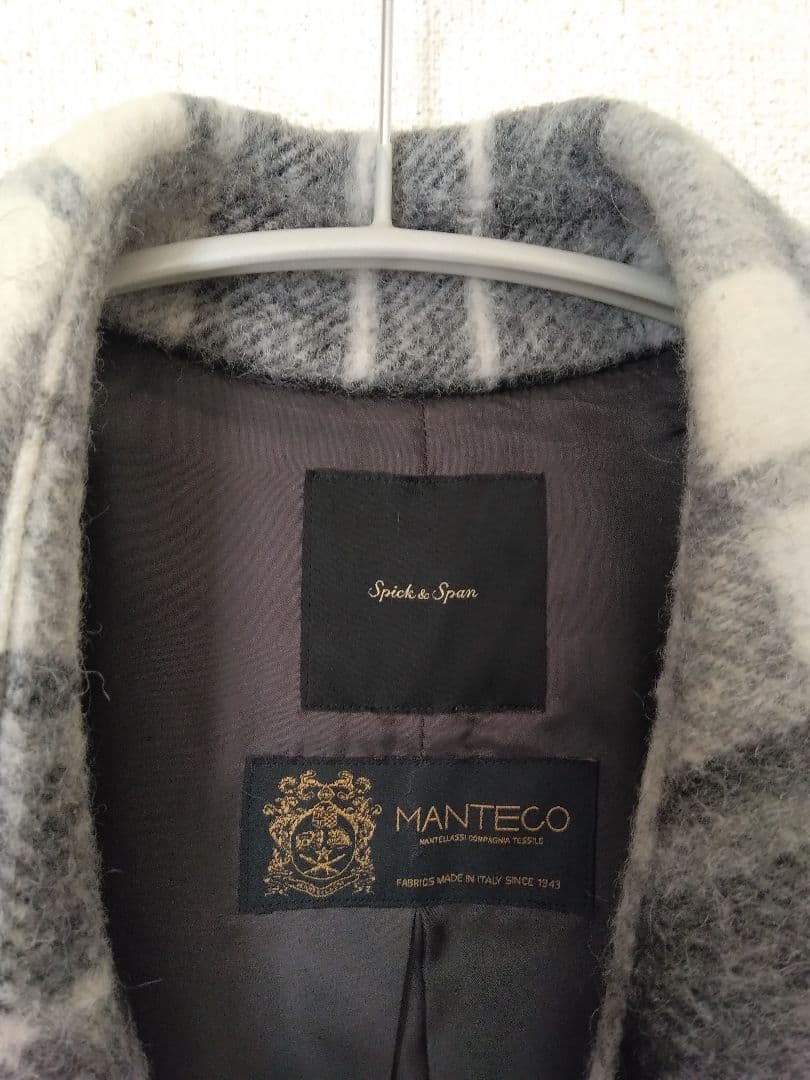 Spick & Span
MANTECO
MANTELLASSI COMPAGNIA TESSILE
FABRICS MADE IN ITALY SINCE 1943